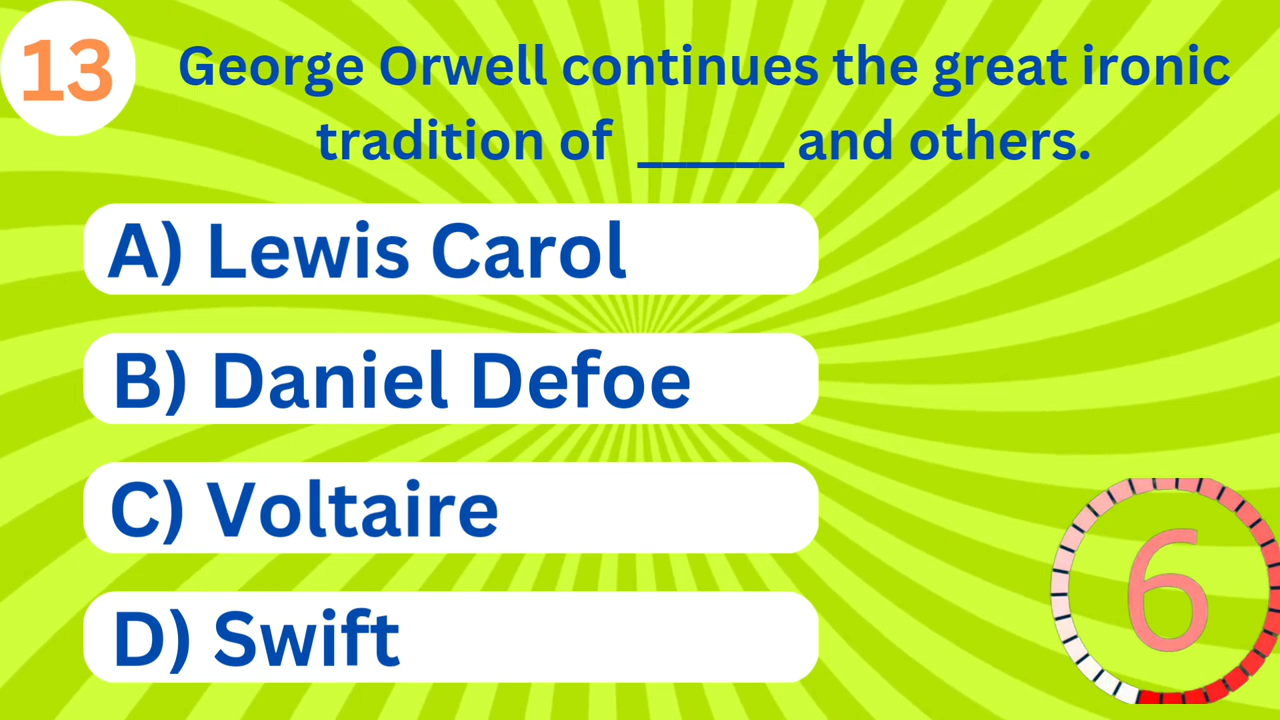 13
George Orwell continues the great ironic
tradition of _____ and others.
A) Lewis Carol
B) Daniel Defoe
C) Voltaire
D) Swift
6